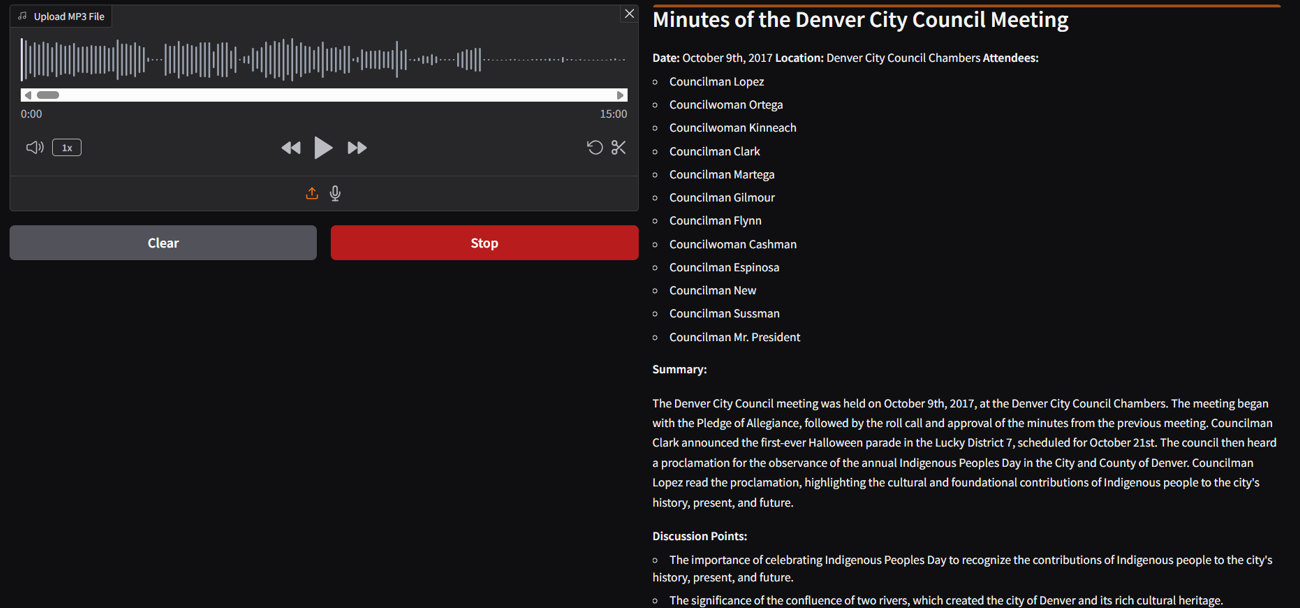 Upload MP3 File
0:00
15:00
1x
Clear
Stop
Minutes of the Denver City Council Meeting
Date: October 9th, 2017 Location: Denver City Council Chambers Attendees:
Councilman Lopez
Councilwoman Ortega
Councilwoman Kinneach
Councilman Clark
Councilman Martega
Councilman Gilmour
Councilman Flynn
Councilwoman Cashman
Councilman Espinosa
Councilman New
Councilman Sussman
Councilman Mr. President
Summary:
The Denver City Council meeting was held on October 9th, 2017, at the Denver City Council Chambers. The meeting began
with the Pledge of Allegiance, followed by the roll call and approval of the minutes from the previous meeting. Councilman
Clark announced the first-ever Halloween parade in the Lucky District 7, scheduled for October 21st. The council then heard
a proclamation for the observance of the annual Indigenous Peoples Day in the City and County of Denver. Councilman
Lopez read the proclamation, highlighting the cultural and foundational contributions of Indigenous people to the city's
history, present, and future.
Discussion Points:
The importance of celebrating Indigenous Peoples Day to recognize the contributions of Indigenous people to the city's
history, present, and future.
The significance of the confluence of two rivers, which created the city of Denver and its rich cultural heritage.